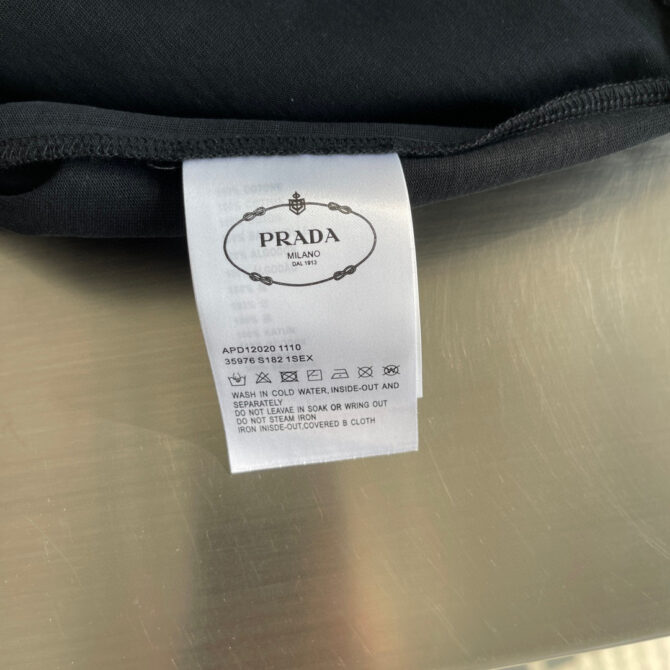 PRADA
MILANO
DAL 1913
APD12020 1110
35976 S182 1SEX
WASH IN COLD WATER, INSIDE-OUT AND
SEPARATELY
DO NOT LEAVAE IN SOAK OR WRING OUT
DO NOT STEAM IRON
IRON INISDE-OUT,COVERED B CLOTH